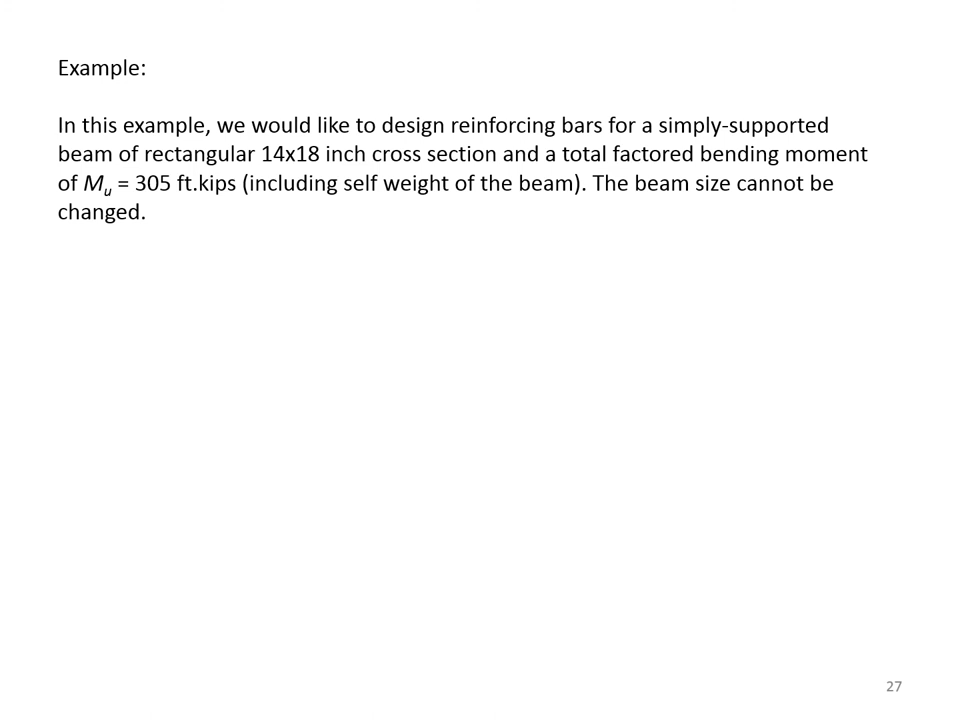 Example:
In this example, we would like to design reinforcing bars for a simply-supported
beam of rectangular 14x18 inch cross section and a total factored bending moment
of Mu = 305 ft.kips (including self weight of the beam). The beam size cannot be
changed.
27